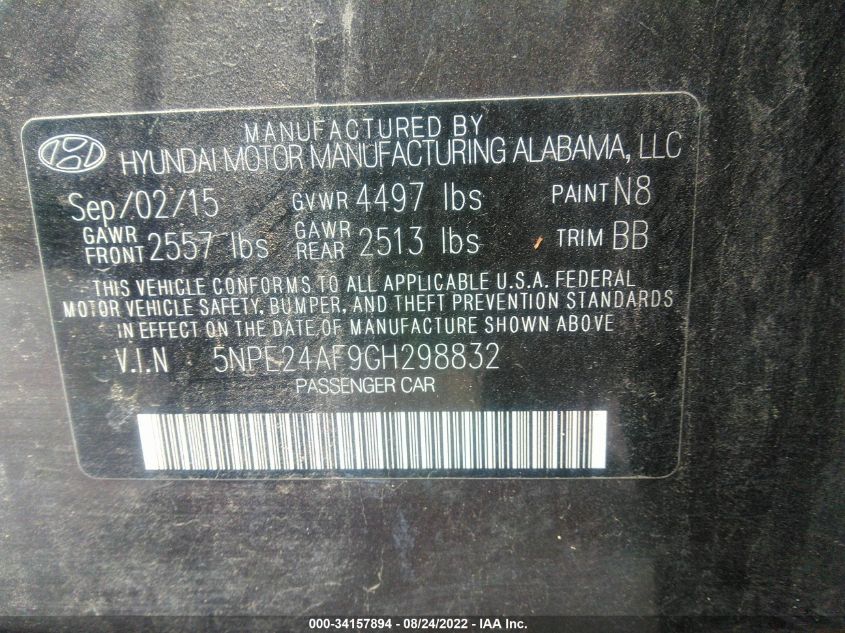 MANUFACTURED BY
HYUNDAI MOTOR MANUFACTURING ALABAMA, LLC
Sep/02/15 GVWR 4497 lbs PAINT N8
GAWR FRONT 2557 lbs GAWR REAR 2513 lbs TRIM BB
THIS VEHICLE CONFORMS TO ALL APPLICABLE U.S.A. FEDERAL
MOTOR VEHICLE SAFETY, BUMPER, AND THEFT PREVENTION STANDARDS
IN EFFECT ON THE DATE OF MANUFACTURE SHOWN ABOVE
V.I.N 5NPE24AF9GH298832
PASSENGER CAR
000-34157894 - 08/24/2022 - IAA Inc.